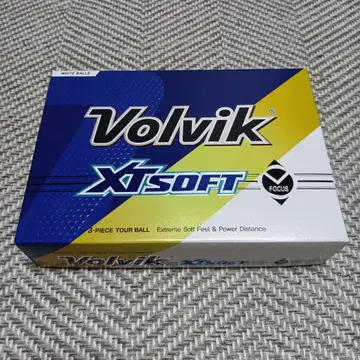 WHITE BALLS
Volvik®
XT SOFT
FOCUS
3-PIECE TOUR BALL Extreme Soft Feel & Power Distance
Volvik XT SOFT